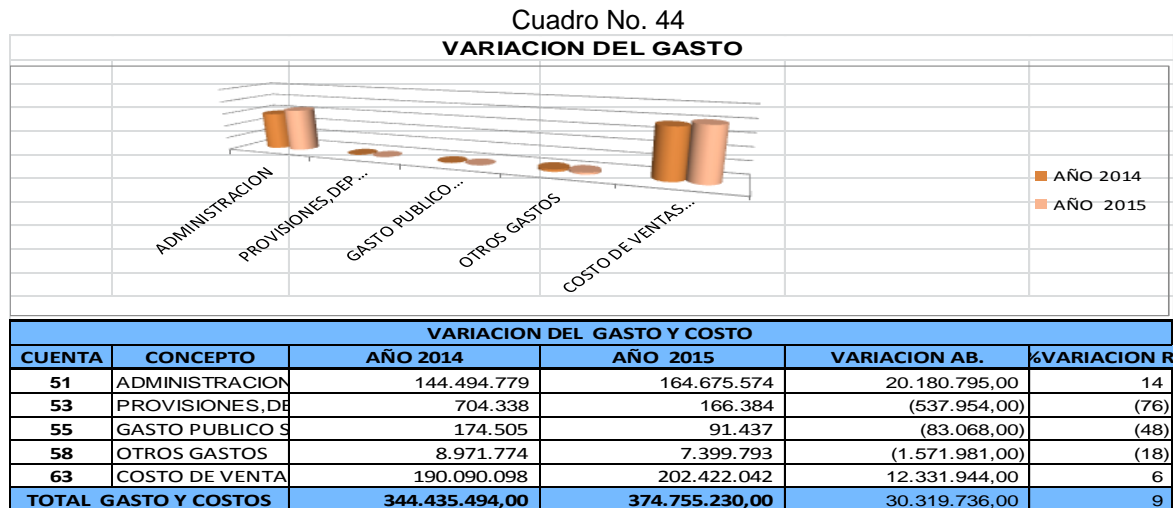 Cuadro No. 44
VARIACION DEL GASTO
ADMINISTRACION
PROVISIONES,DEP...
GASTO PUBLICO...
OTROS GASTOS
COSTO DE VENTAS...
AÑO 2014
AÑO 2015
VARIACION DEL GASTO Y COSTO
CUENTA CONCEPTO AÑO 2014 AÑO 2015 VARIACION AB. %VARIACION R
51 ADMINISTRACION 144.494.779 164.675.574 20.180.795,00 14
53 PROVISIONES,DE 704.338 166.384 (537.954,00) (76)
55 GASTO PUBLICO S 174.505 91.437 (83.068,00) (48)
58 OTROS GASTOS 8.971.774 7.399.793 (1.571.981,00) (18)
63 COSTO DE VENTA 190.090.098 202.422.042 12.331.944,00 6
TOTAL GASTO Y COSTOS 344.435.494,00 374.755.230,00 30.319.736,00 9